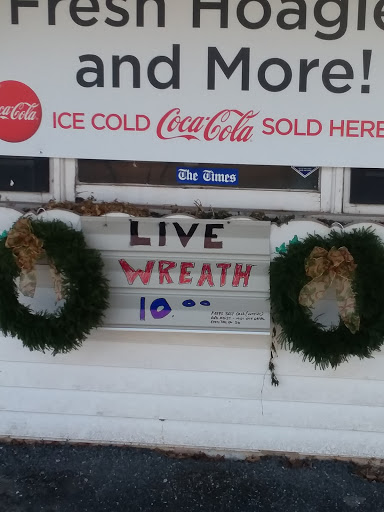 Fresh Hoagie
and More!
Coca-Cola
ICE COLD Coca-Cola SOLD HERE
The Times
LIVE
WREATH
10.00